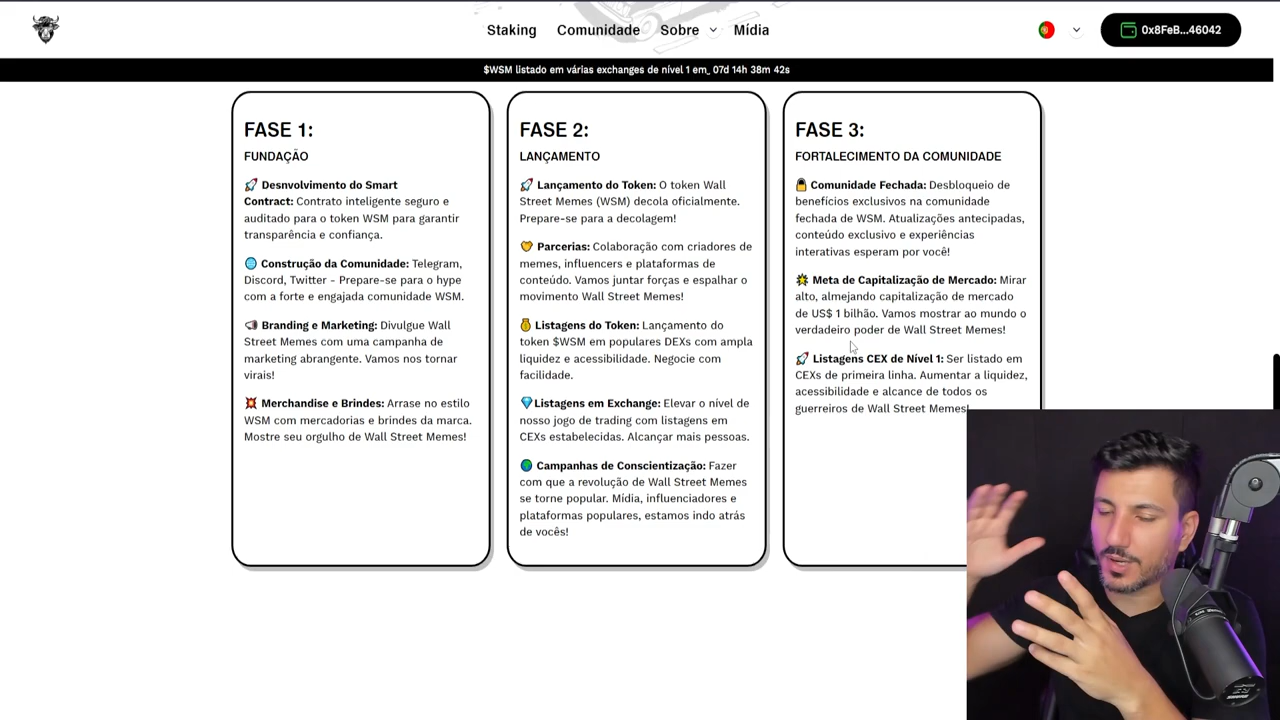 Staking Comunidade Sobre Mídia
0x8FeB...46042
$WSM listado em várias exchanges de nível 1 em_ 07d 14h 38m 42s
FASE 1:
FUNDAÇÃO
🚀 Desnvolvimento do Smart
Contract: Contrato inteligente seguro e
auditado para o token WSM para garantir
transparência e confiança.
🌐 Construção da Comunidade: Telegram,
Discord, Twitter - Prepare-se para o hype
com a forte e engajada comunidade WSM.
📢 Branding e Marketing: Divulgue Wall
Street Memes com uma campanha de
marketing abrangente. Vamos nos tornar
virais!
💥 Merchandise e Brindes: Arrase no estilo
WSM com mercadorias e brindes da marca.
Mostre seu orgulho de Wall Street Memes!
FASE 2:
LANÇAMENTO
🚀 Lançamento do Token: O token Wall
Street Memes (WSM) decola oficialmente.
Prepare-se para a decolagem!
🤝 Parcerias: Colaboração com criadores de
memes, influencers e plataformas de
conteúdo. Vamos juntar forças e espalhar o
movimento Wall Street Memes!
💰 Listagens do Token: Lançamento do
token $WSM em populares DEXs com ampla
liquidez e acessibilidade. Negocie com
facilidade.
💎Listagens em Exchange: Elevar o nível de
nosso jogo de trading com listagens em
CEXs estabelecidas. Alcançar mais pessoas.
🌍 Campanhas de Conscientização: Fazer
com que a revolução de Wall Street Memes
se torne popular. Mídia, influenciadores e
plataformas populares, estamos indo atrás
de vocês!
FASE 3:
FORTALECIMENTO DA COMUNIDADE
🔒 Comunidade Fechada: Desbloqueio de
benefícios exclusivos na comunidade
fechada de WSM. Atualizações antecipadas,
conteúdo exclusivo e experiências
interativas esperam por você!
💥 Meta de Capitalização de Mercado: Mirar
alto, almejando capitalização de mercado
de US$ 1 bilhão. Vamos mostrar ao mundo o
verdadeiro poder de Wall Street Memes!
🚀 Listagens CEX de Nível 1: Ser listado em
CEXs de primeira linha. Aumentar a liquidez,
acessibilidade e alcance de todos os
guerreiros de Wall Street Memes!